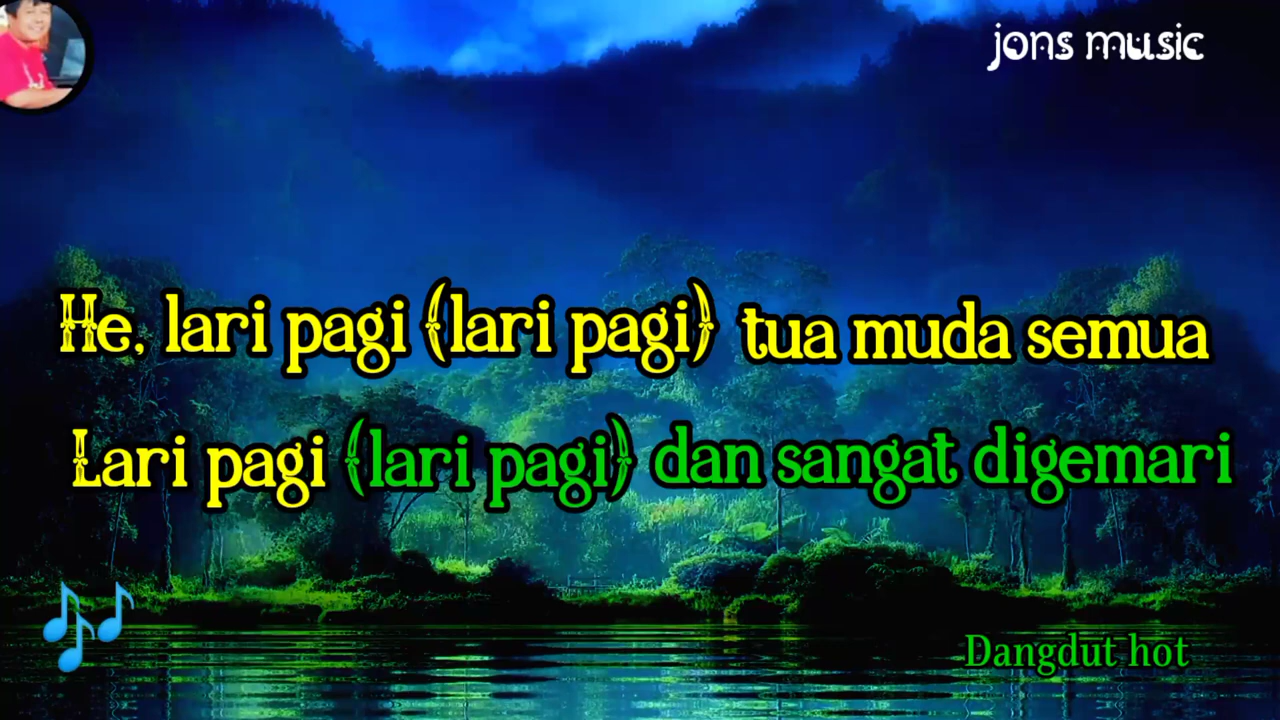 jons music
He, lari pagi (lari pagi) tua muda semua
Lari pagi (lari pagi) dan sangat digemari
Dangdut hot